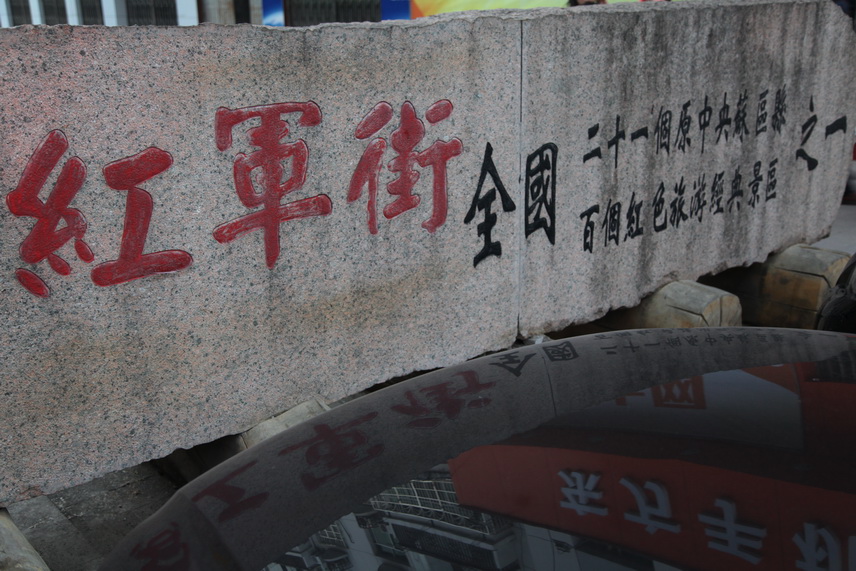 紅軍街
全國
二十一個原中央蘇區縣
百個紅色旅游經典景區
之一